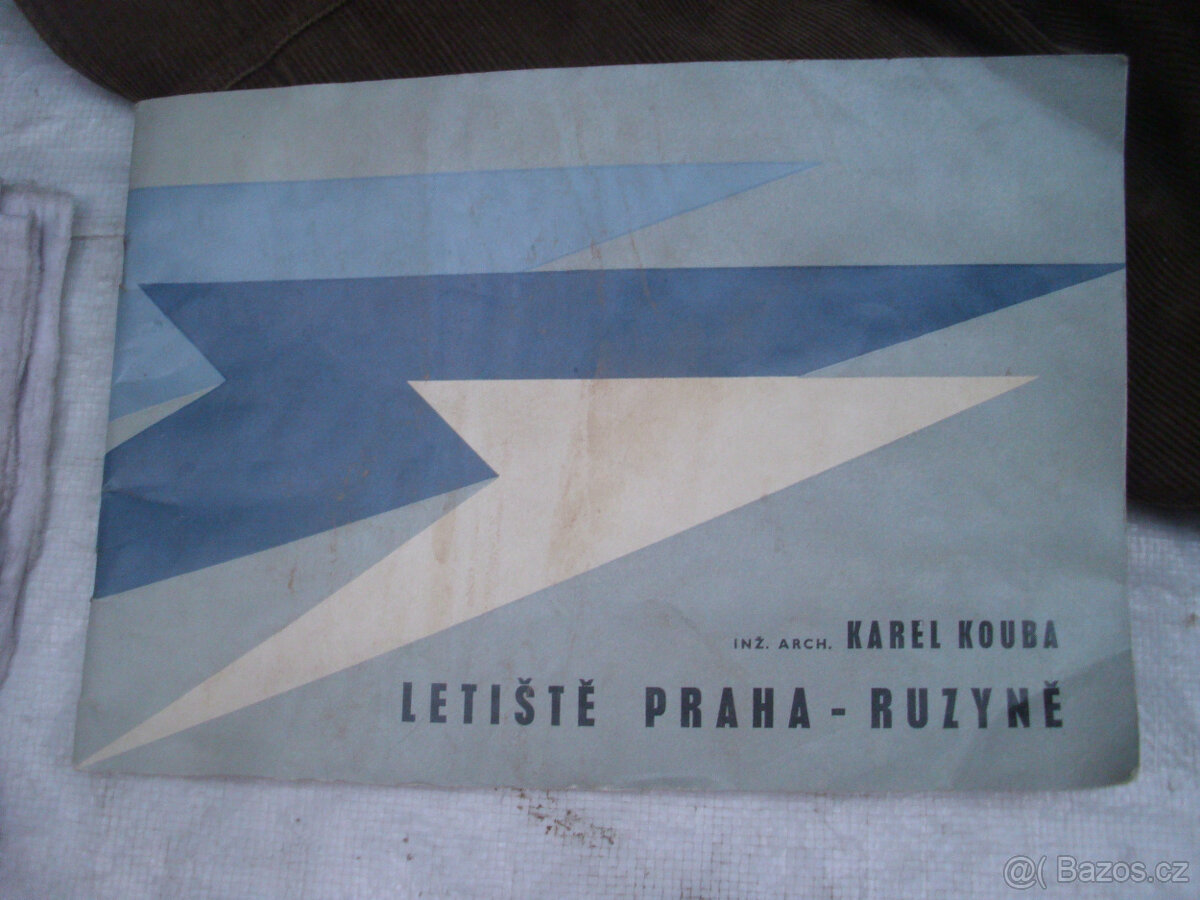 INŽ. ARCH. KAREL KOUBA
LETIŠTĚ PRAHA - RUZYNĚ
@( Bazos.cz